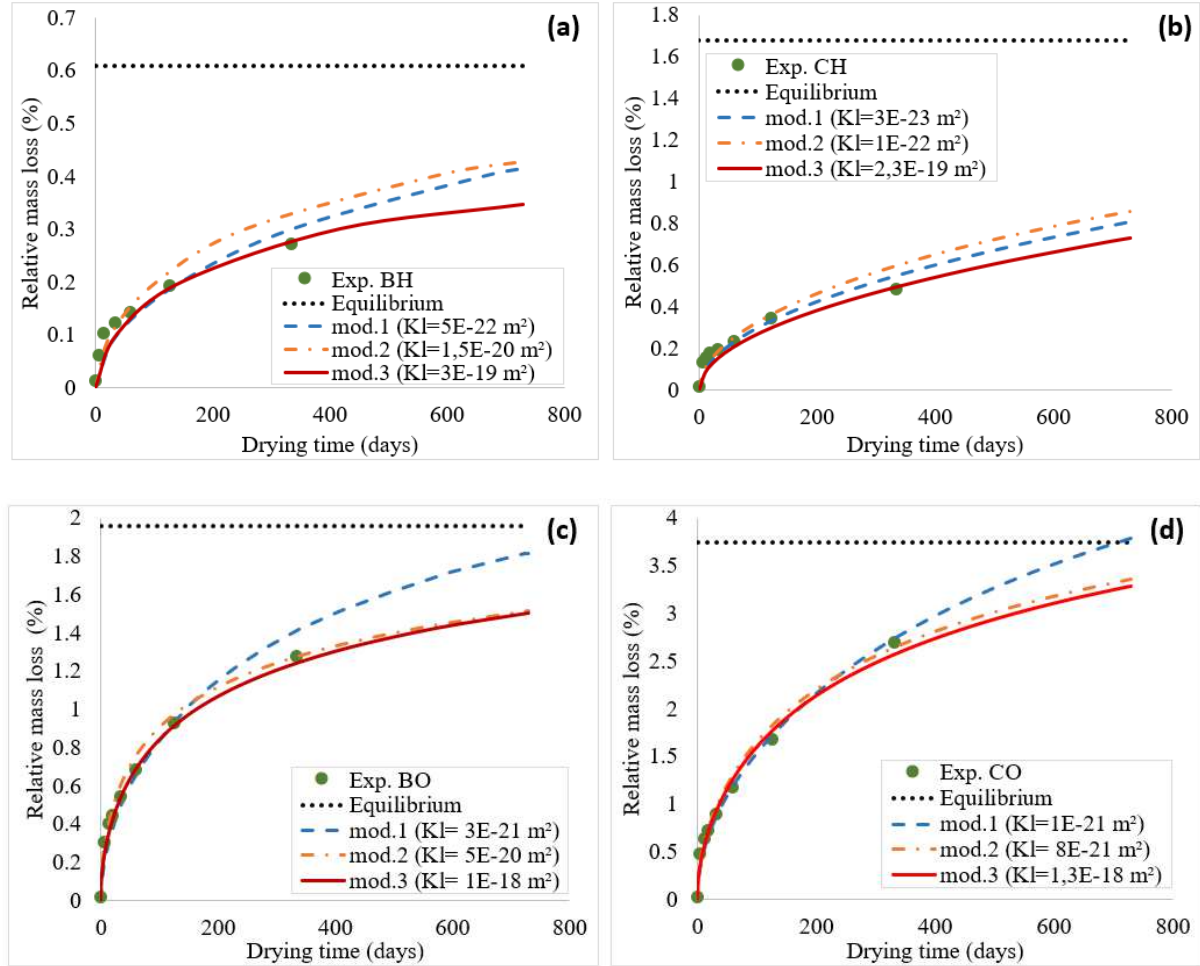 (a)
0.7
0.6
0.5
0.4
0.3
0.2
0.1
0
Relative mass loss (%)
Exp. BH
Equilibrium
mod.1 (Kl=5E-22 m²)
mod.2 (Kl=1,5E-20 m²)
mod.3 (Kl=3E-19 m²)
0 200 400 600 800
Drying time (days)
(b)
1.8
1.6
1.4
1.2
1
0.8
0.6
0.4
0.2
0
Relative mass loss (%)
Exp. CH
Equilibrium
mod.1 (Kl=3E-23 m²)
mod.2 (Kl=1E-22 m²)
mod.3 (Kl=2,3E-19 m²)
0 200 400 600 800
Drying time (days)
(c)
2
1.8
1.6
1.4
1.2
1
0.8
0.6
0.4
0.2
0
Relative mass loss (%)
Exp. BO
Equilibrium
mod.1 (Kl= 3E-21 m²)
mod.2 (Kl= 5E-20 m²)
mod.3 (Kl= 1E-18 m²)
0 200 400 600 800
Drying time (days)
(d)
4
3.5
3
2.5
2
1.5
1
0.5
0
Relative mass loss (%)
Exp. CO
Equilibrium
mod.1 (Kl=1E-21 m²)
mod.2 (Kl= 8E-21 m²)
mod.3 (Kl=1,3E-18 m²)
0 200 400 600 800
Drying time (days)